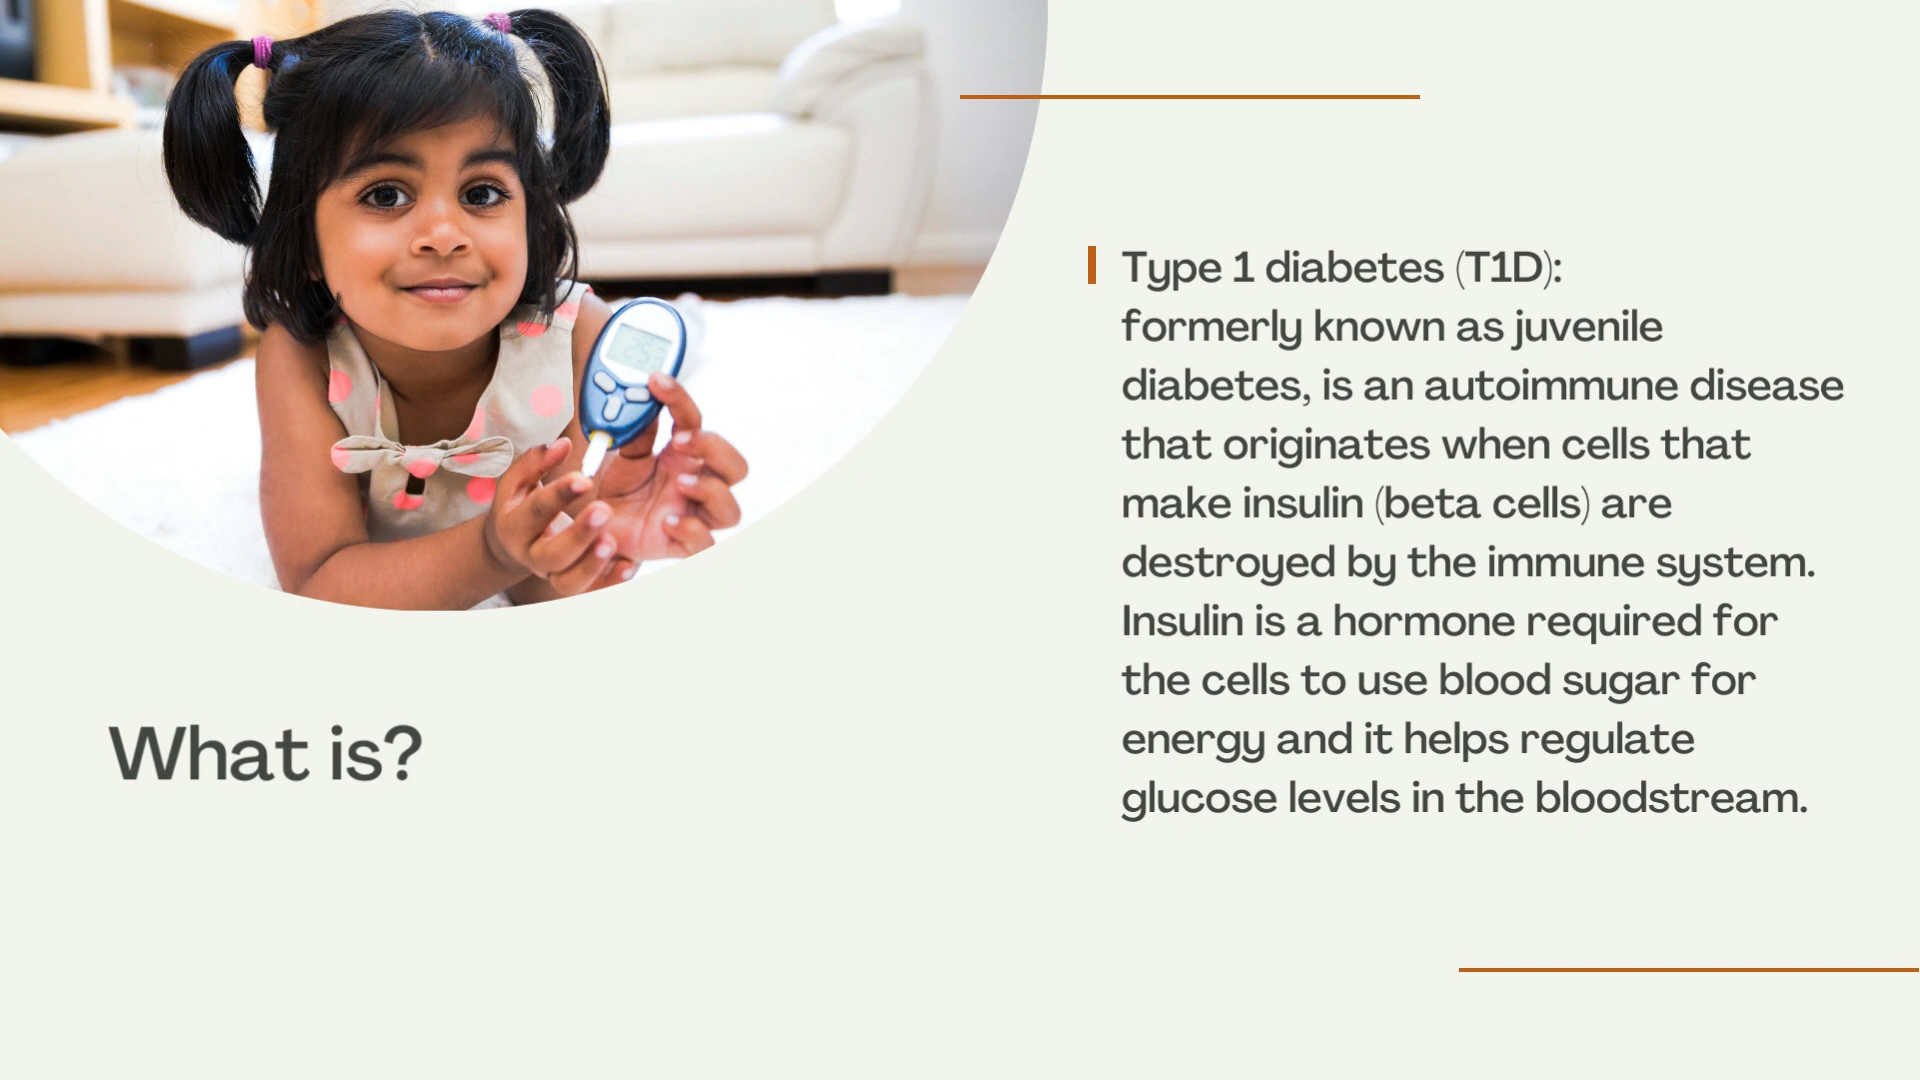 What is?
Type 1 diabetes (T1D):
formerly known as juvenile
diabetes, is an autoimmune disease
that originates when cells that
make insulin (beta cells) are
destroyed by the immune system.
Insulin is a hormone required for
the cells to use blood sugar for
energy and it helps regulate
glucose levels in the bloodstream.